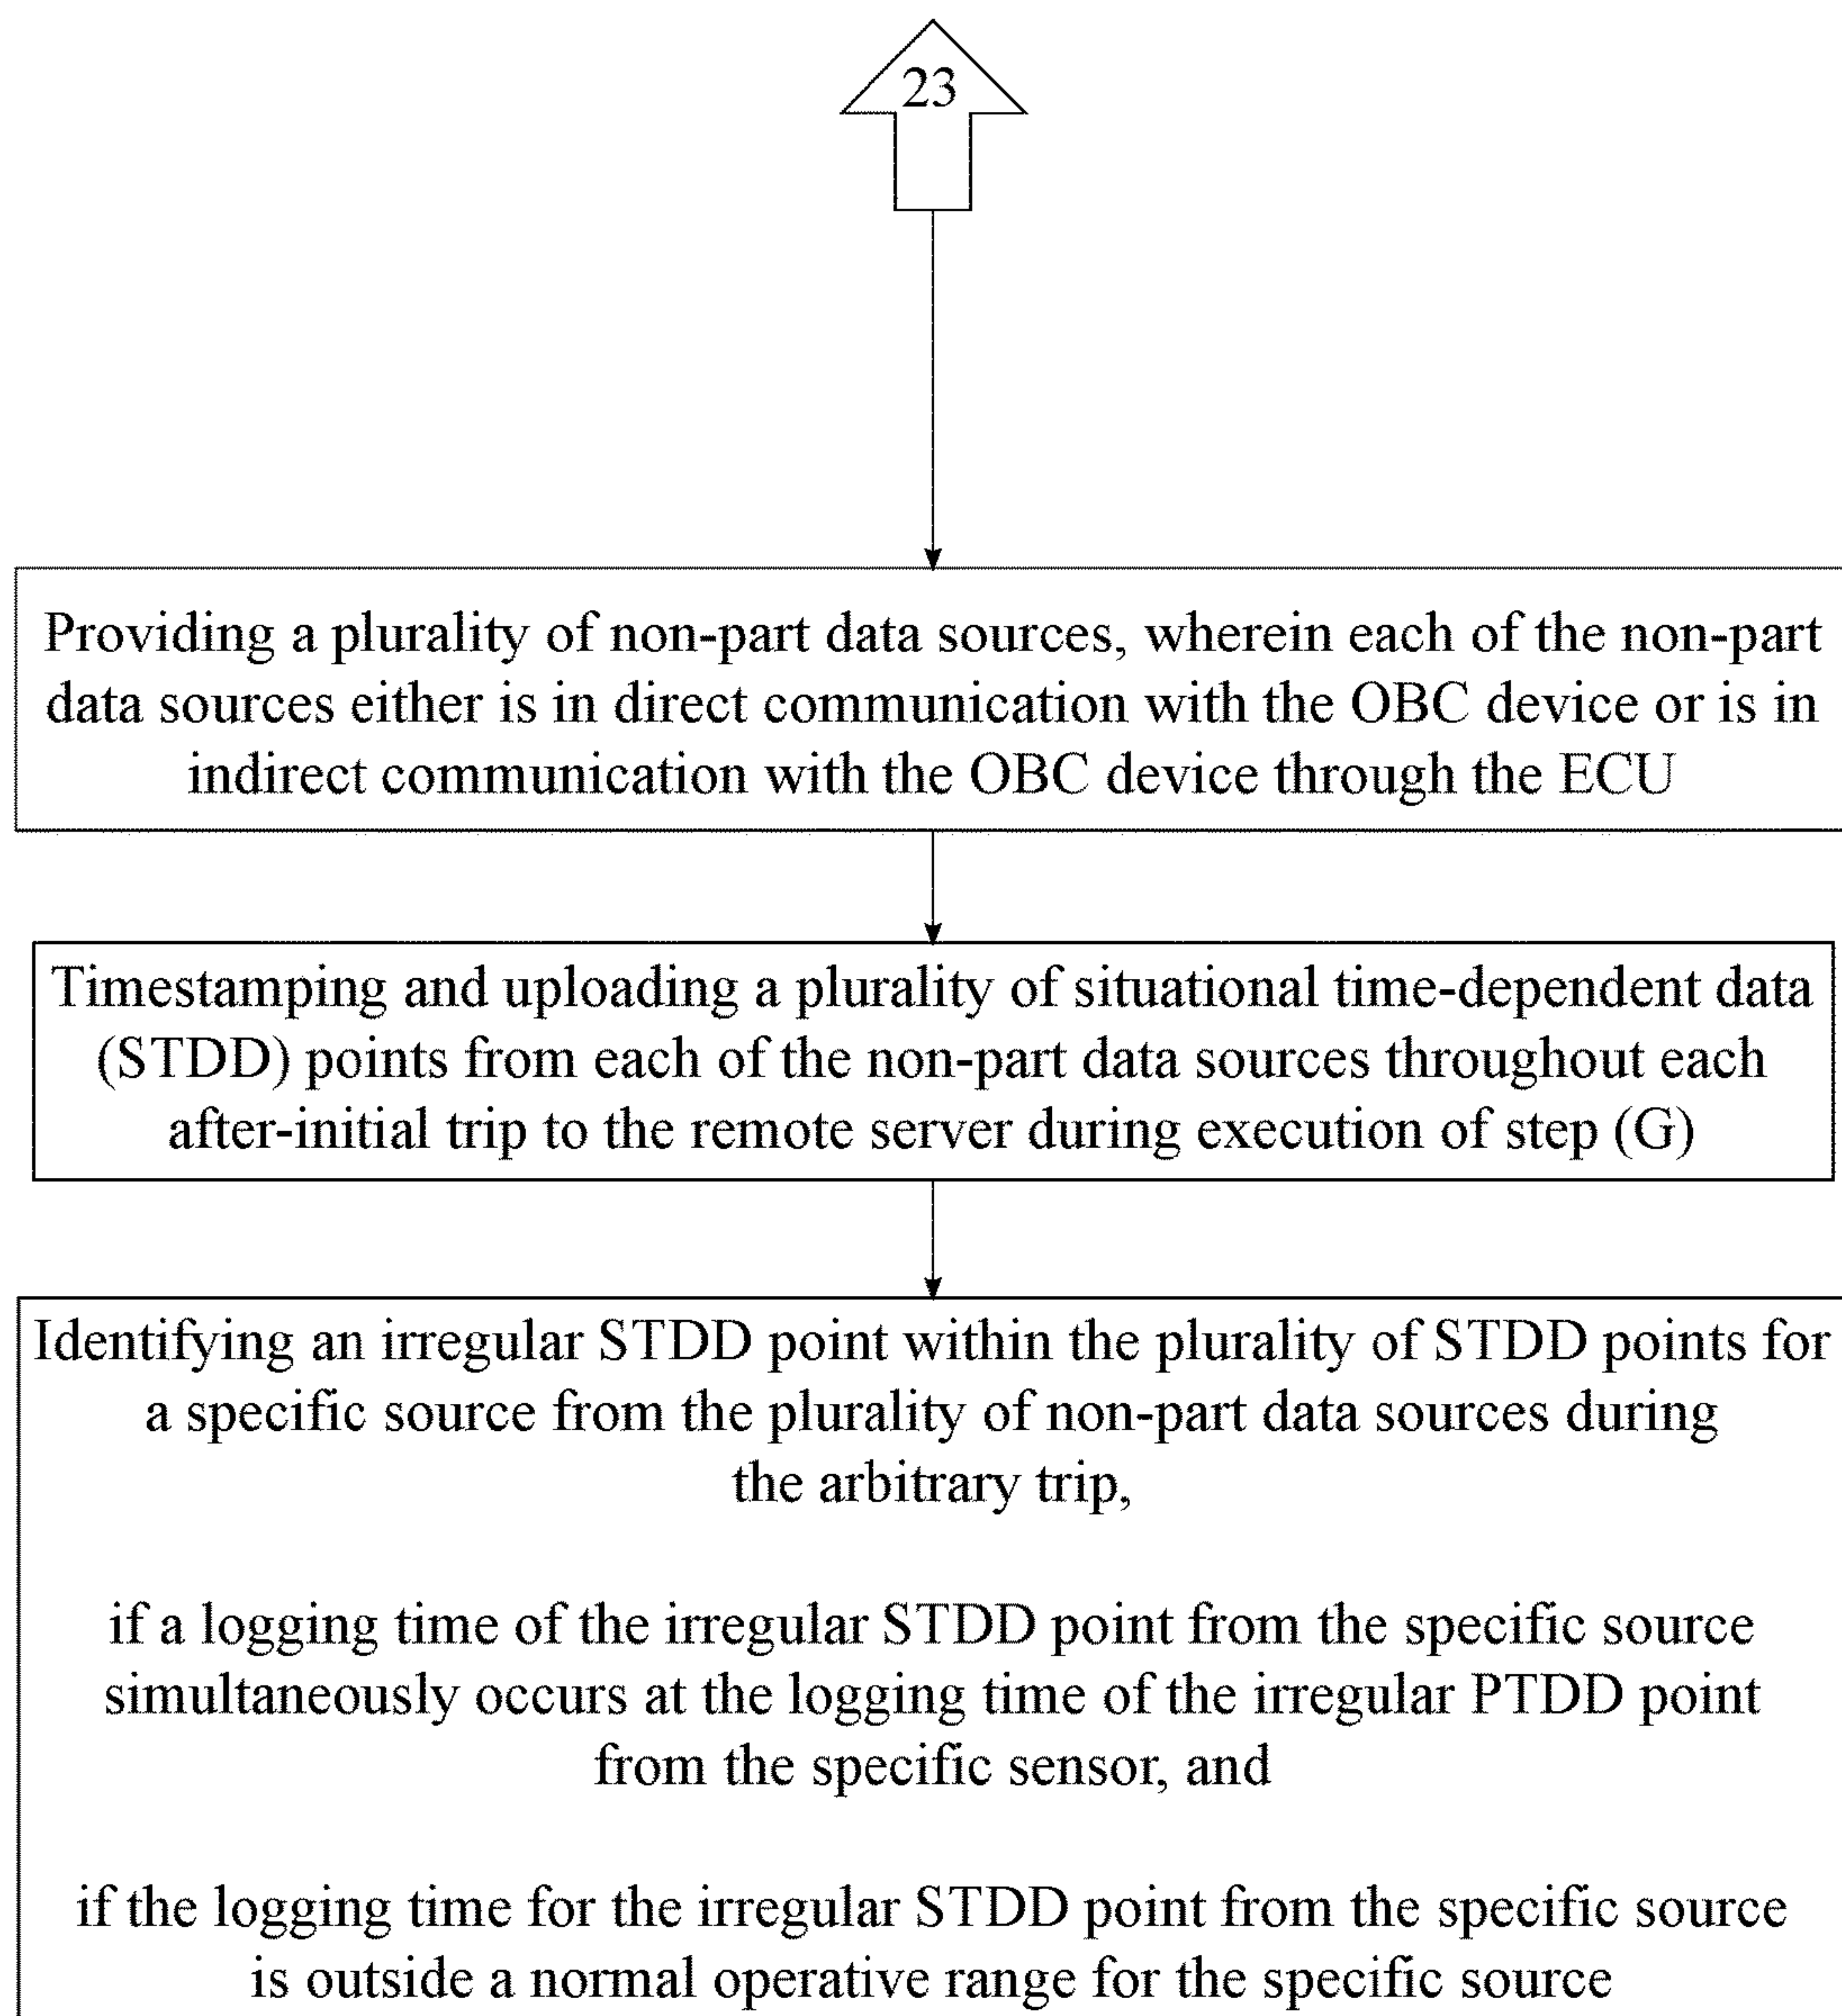 23
Providing a plurality of non-part data sources, wherein each of the non-part
data sources either is in direct communication with the OBC device or is in
indirect communication with the OBC device through the ECU
Timestamping and uploading a plurality of situational time-dependent data
(STDD) points from each of the non-part data sources throughout each
after-initial trip to the remote server during execution of step (G)
Identifying an irregular STDD point within the plurality of STDD points for
a specific source from the plurality of non-part data sources during
the arbitrary trip,
if a logging time of the irregular STDD point from the specific source
simultaneously occurs at the logging time of the irregular PTDD point
from the specific sensor, and
if the logging time for the irregular STDD point from the specific source
is outside a normal operative range for the specific source